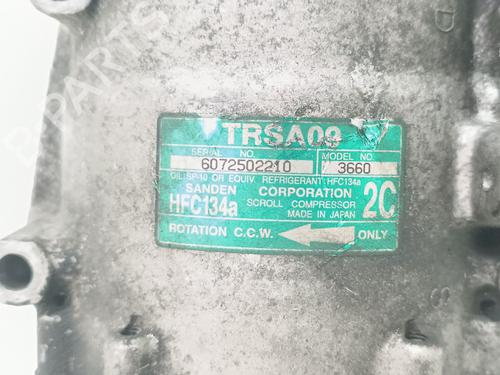 TRSA09
SERIAL NO. MODEL NO.
6072502210 3660
OIL:SP-10 OR EQUIV. REFRIGERANT:HFC134a
SANDEN CORPORATION
HFC134a SCROLL COMPRESSOR 2C
MADE IN JAPAN
ROTATION C.C.W. ONLY